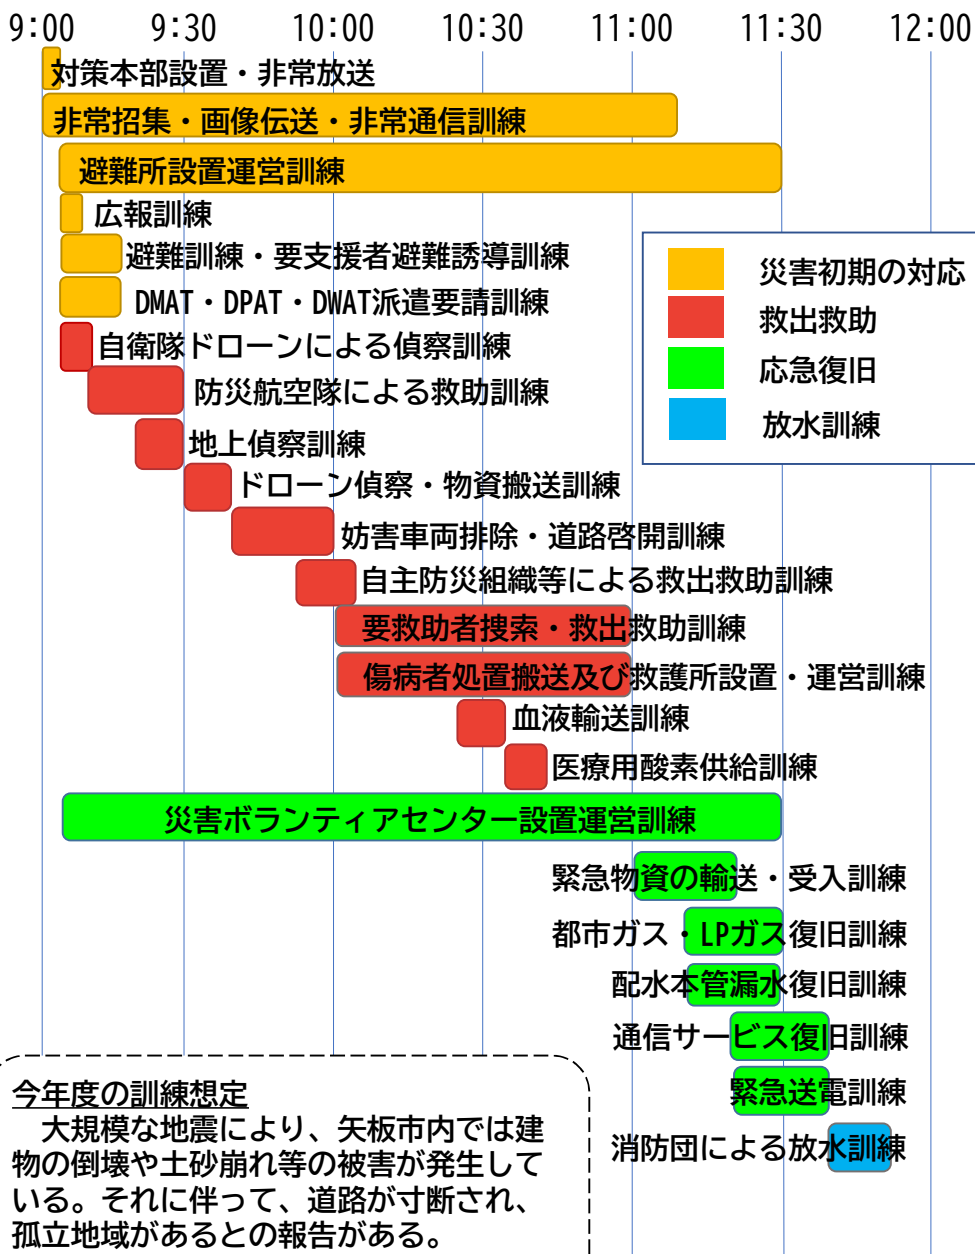 9:00 9:30 10:00 10:30 11:00 11:30 12:00
対策本部設置・非常放送
非常招集・画像伝送・非常通信訓練
避難所設置運営訓練
広報訓練
避難訓練・要支援者避難誘導訓練
DMAT・DPAT・DWAT派遣要請訓練
自衛隊ドローンによる偵察訓練
防災航空隊による救助訓練
地上偵察訓練
ドローン偵察・物資搬送訓練
妨害車両排除・道路啓開訓練
自主防災組織等による救出救助訓練
要救助者捜索・救出救助訓練
傷病者処置搬送及び救護所設置・運営訓練
血液輸送訓練
医療用酸素供給訓練
災害ボランティアセンター設置運営訓練
緊急物資の輸送・受入訓練
都市ガス・LPガス復旧訓練
配水本管漏水復旧訓練
通信サービス復旧訓練
緊急送電訓練
消防団による放水訓練
災害初期の対応
救出救助
応急復旧
放水訓練
今年度の訓練想定
大規模な地震により、矢板市内では建
物の倒壊や土砂崩れ等の被害が発生して
いる。それに伴って、道路が寸断され、
孤立地域があるとの報告がある。